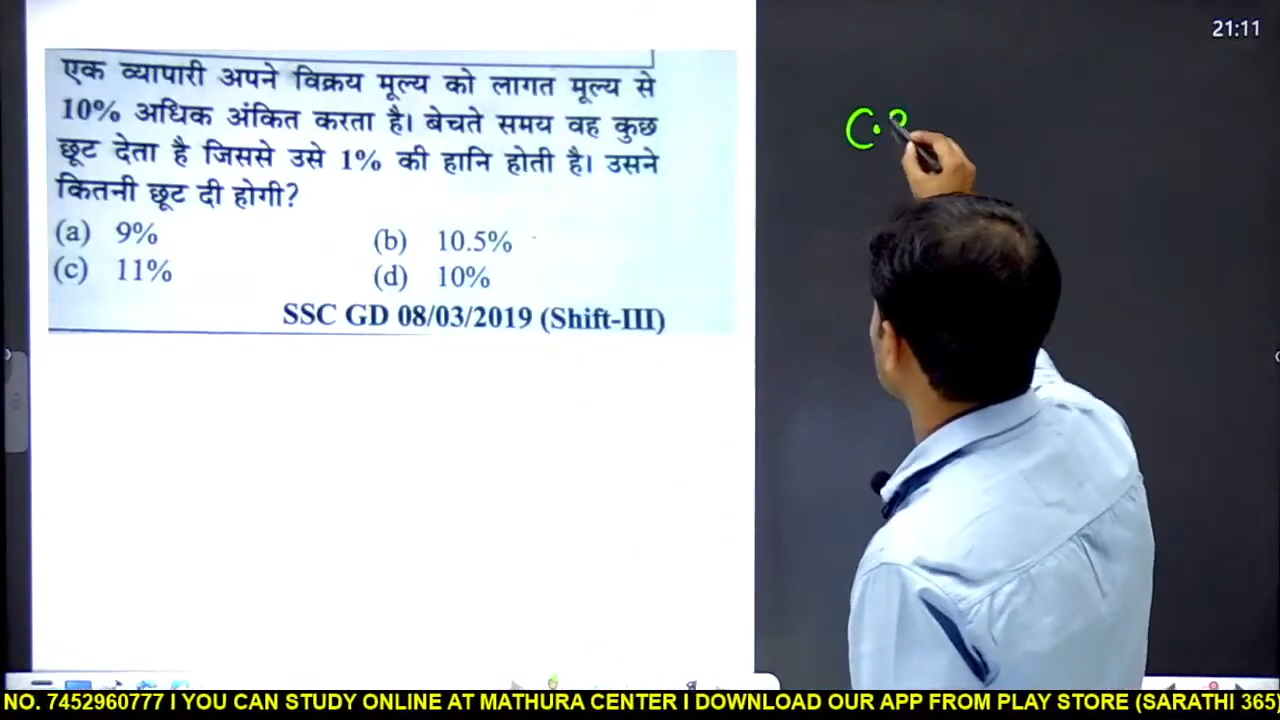 21:11
एक व्यापारी अपने विक्रय मूल्य को लागत मूल्य से
10% अधिक अंकित करता है। बेचते समय वह कुछ
छूट देता है जिससे उसे 1% की हानि होती है। उसने
कितनी छूट दी होगी?
(a) 9%
(b) 10.5%
(c) 11%
(d) 10%
SSC GD 08/03/2019 (Shift-III)
C.P
NO. 7452960777 I YOU CAN STUDY ONLINE AT MATHURA CENTER I DOWNLOAD OUR APP FROM PLAY STORE (SARATHI 365)